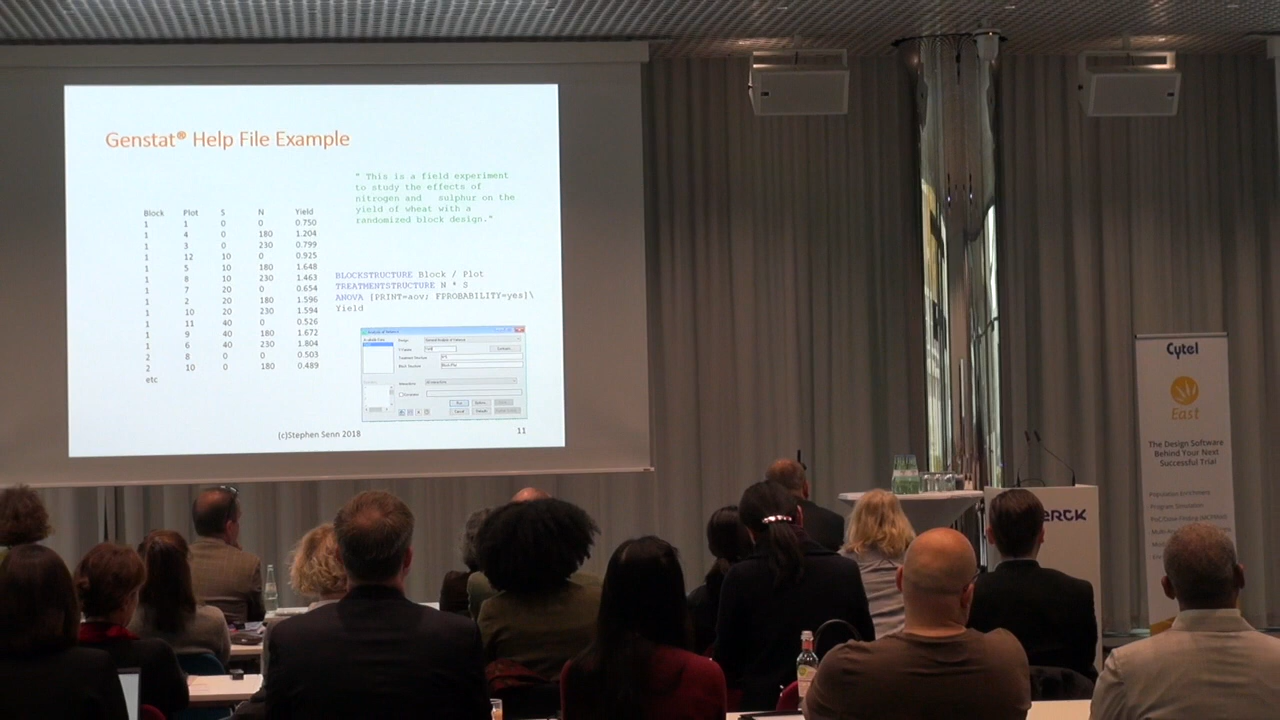 Genstat® Help File Example
" This is a field experiment
to study the effects of
nitrogen and sulphur on the
yield of wheat with a
randomized block design."
Block Plot S N Yield
1 1 0 0 0.750
1 4 0 180 1.204
1 3 0 230 0.799
1 12 10 0 0.925
1 5 10 180 1.648
1 8 10 230 1.463
1 7 20 0 0.654
1 2 20 180 1.596
1 10 20 230 1.594
1 11 40 0 0.526
1 9 40 180 1.672
1 6 40 230 1.804
2 8 0 0 0.503
2 10 0 180 0.489
etc
BLOCKSTRUCTURE Block / Plot
TREATMENTSTRUCTURE N * S
ANOVA [PRINT=aov; FPROBABILITY=yes]\
Yield
(c)Stephen Senn 2018
11
Cytel
East
The Design Software
Behind Your Next
Successful Trial
Population Enrichment
Program Simulation
ERCK